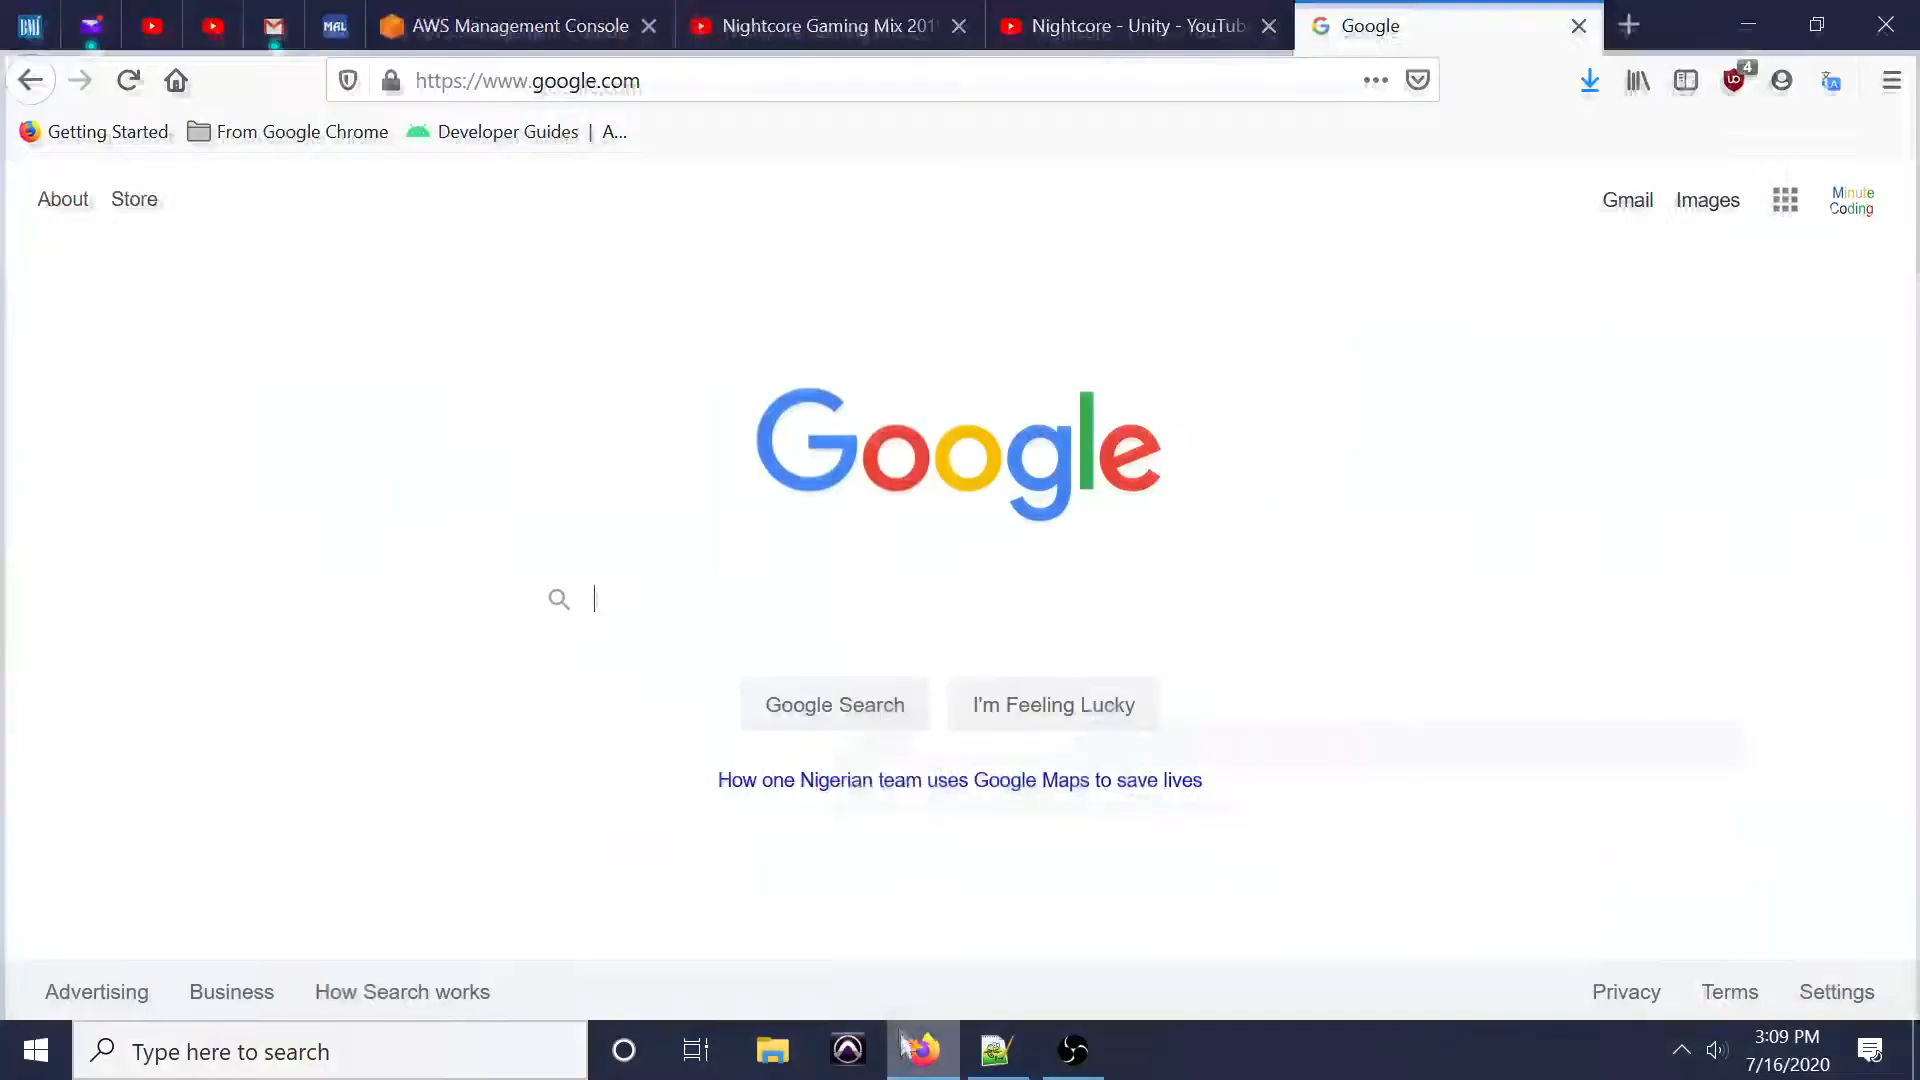 BMI
MAL
AWS Management Console
Nightcore Gaming Mix 201
Nightcore - Unity - YouTub
Google
https://www.google.com
4
Getting Started
From Google Chrome
Developer Guides | A...
About
Store
Gmail
Images
Minute
Coding
Google
Google Search
I'm Feeling Lucky
How one Nigerian team uses Google Maps to save lives
Advertising
Business
How Search works
Privacy
Terms
Settings
Type here to search
3:09 PM
7/16/2020